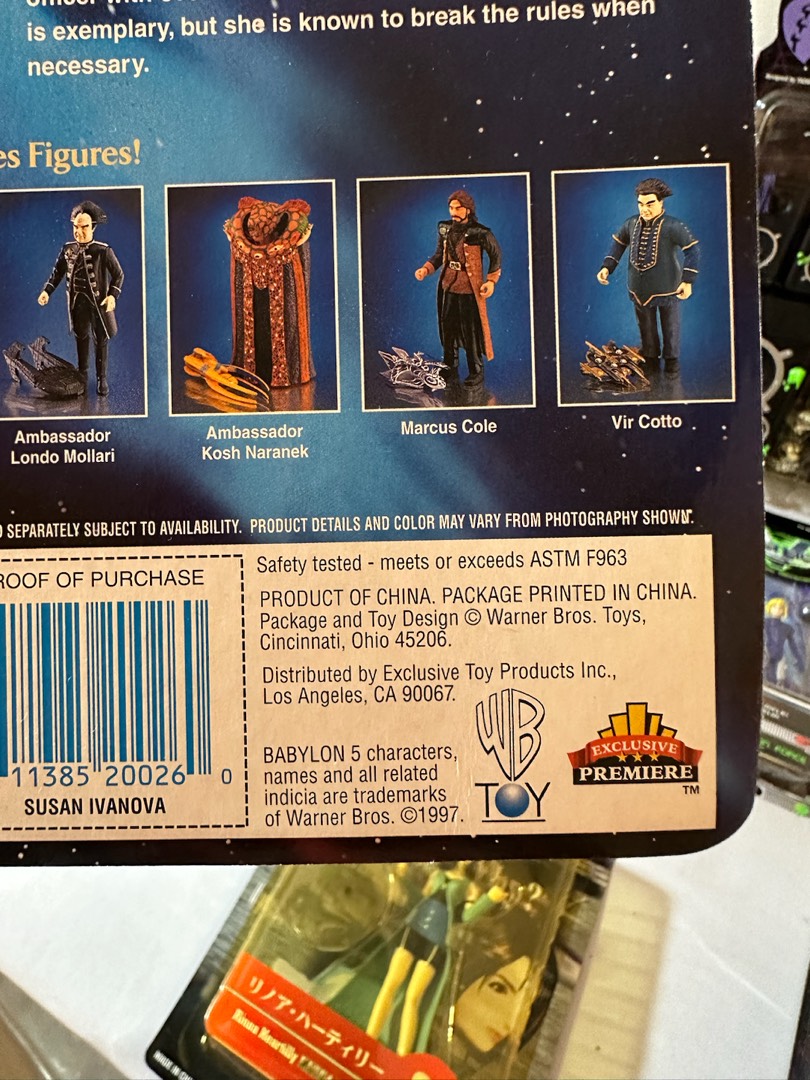 is exemplary, but she is known to break the rules when
necessary.
es Figures!
Ambassador
Londo Mollari
Ambassador
Kosh Naranek
Marcus Cole
Vir Cotto
SEPARATELY SUBJECT TO AVAILABILITY. PRODUCT DETAILS AND COLOR MAY VARY FROM PHOTOGRAPHY SHOWN.
ROOF OF PURCHASE
11385 20026 0
SUSAN IVANOVA
Safety tested - meets or exceeds ASTM F963
PRODUCT OF CHINA. PACKAGE PRINTED IN CHINA.
Package and Toy Design © Warner Bros. Toys,
Cincinnati, Ohio 45206.
Distributed by Exclusive Toy Products Inc.,
Los Angeles, CA 90067.
BABYLON 5 characters,
names and all related
indicia are trademarks
of Warner Bros. ©1997.
WB
TOY
EXCLUSIVE
PREMIERE
TM
リノア・ハーティリー
Rinoa Heartilly